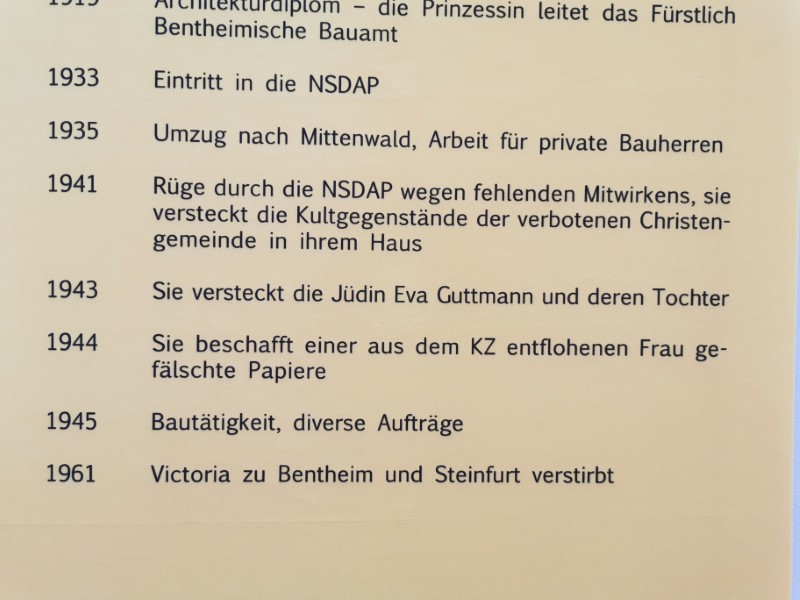 1919 Architekturdiplom – die Prinzessin leitet das Fürstlich
Bentheimische Bauamt
1933 Eintritt in die NSDAP
1935 Umzug nach Mittenwald, Arbeit für private Bauherren
1941 Rüge durch die NSDAP wegen fehlenden Mitwirkens, sie
versteckt die Kultgegenstände der verbotenen Christen-
gemeinde in ihrem Haus
1943 Sie versteckt die Jüdin Eva Guttmann und deren Tochter
1944 Sie beschafft einer aus dem KZ entflohenen Frau ge-
fälschte Papiere
1945 Bautätigkeit, diverse Aufträge
1961 Victoria zu Bentheim und Steinfurt verstirbt